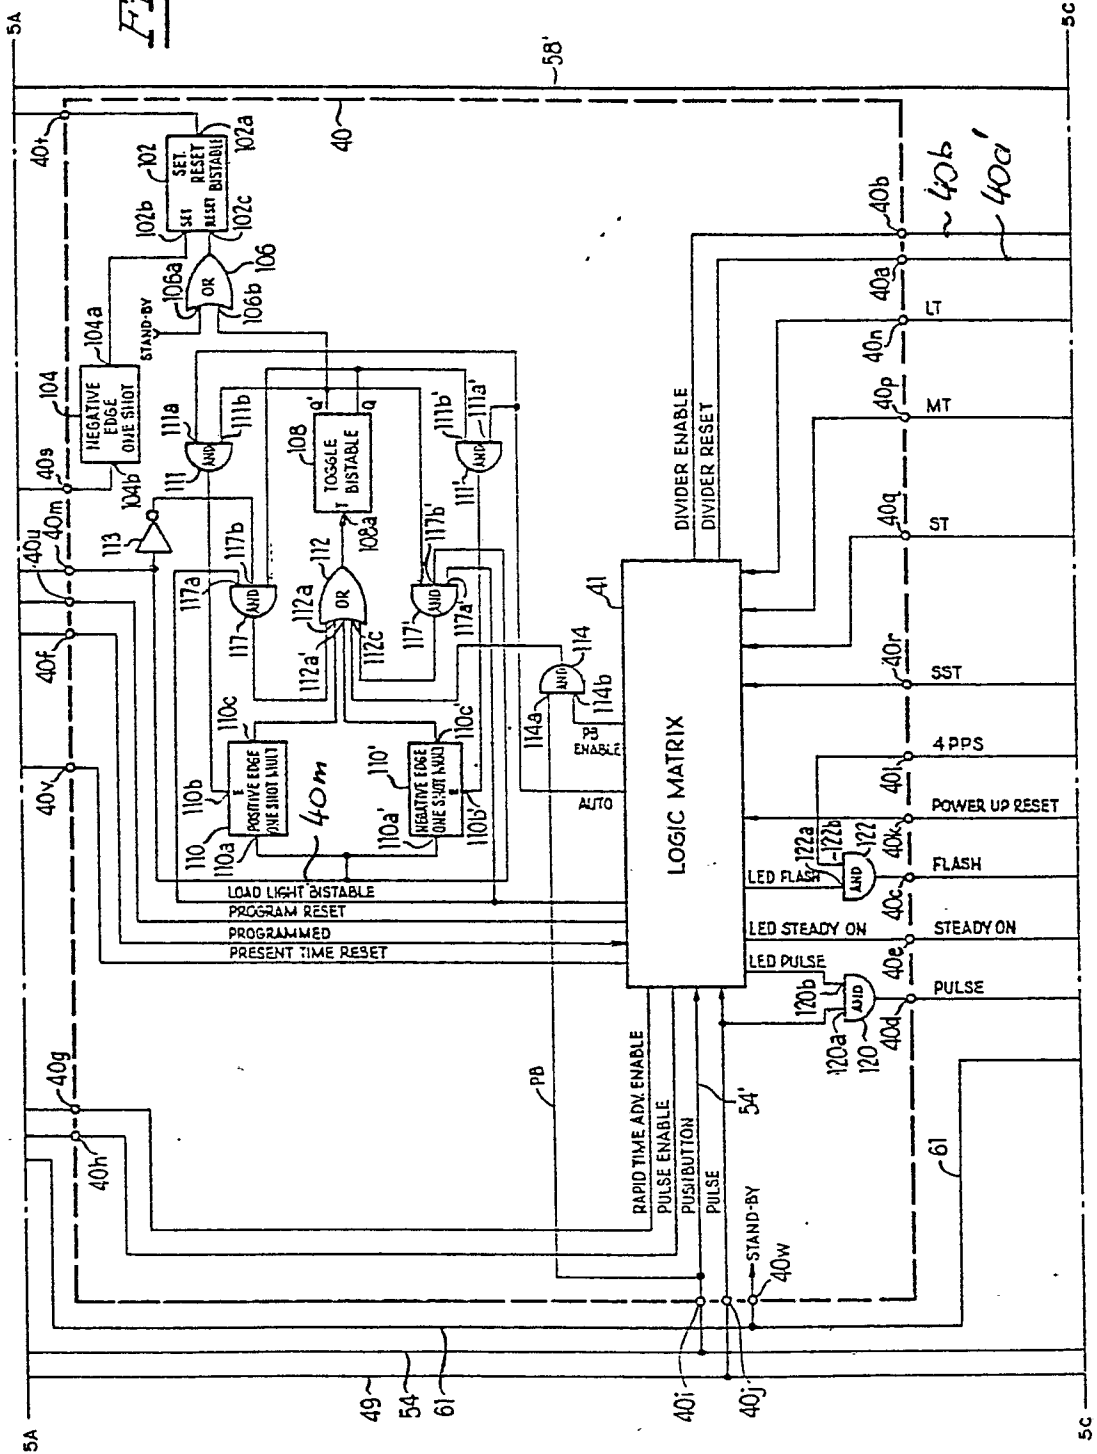 5A
5A
FI
58'
40t
40
102
SET
RESET
BISTABLE
102a
102b
SET
RESET
102c
106a
OR
106
106b
STAND-BY
104a
104
NEGATIVE
EDGE
ONE SHOT
104b
40s
40m
40u
40f
40v
113
111a
111b
AND
111
Q'
Q
108
TOGGLE
BISTABLE
T
108a
111b'
111a'
AND
111'
117a
117b
AND
117
112
OR
112a
112a'
112c
117b'
AND
117a'
117'
110c
110b
T
POSITIVE EDGE
ONE SHOT MULT
110
110a
40m
110c'
110'
NEGATIVE EDGE
ONE SHOT MULT
110b'
110a'
114
AND
114a
114b
PB
ENABLE
AUTO
LOAD LIGHT BISTABLE
PROGRAM RESET
PROGRAMMED
PRESENT TIME RESET
41
LOGIC MATRIX
DIVIDER ENABLE
DIVIDER RESET
40b
40b
40a
40a'
LT
40n
MT
40p
ST
40q
SST
40r
4 PPS
40l
POWER UP RESET
40k
122a
122b
122
AND
LED FLASH
FLASH
40c
LED STEADY ON
STEADY ON
40e
LED PULSE
120b
AND
120a
120
PULSE
40d
40g
40h
PB
RAPID TIME ADV. ENABLE
PULSE ENABLE
PUSHBUTTON
PULSE
54'
STAND-BY
40w
61
61
54
49
40i
40j
5C
5C